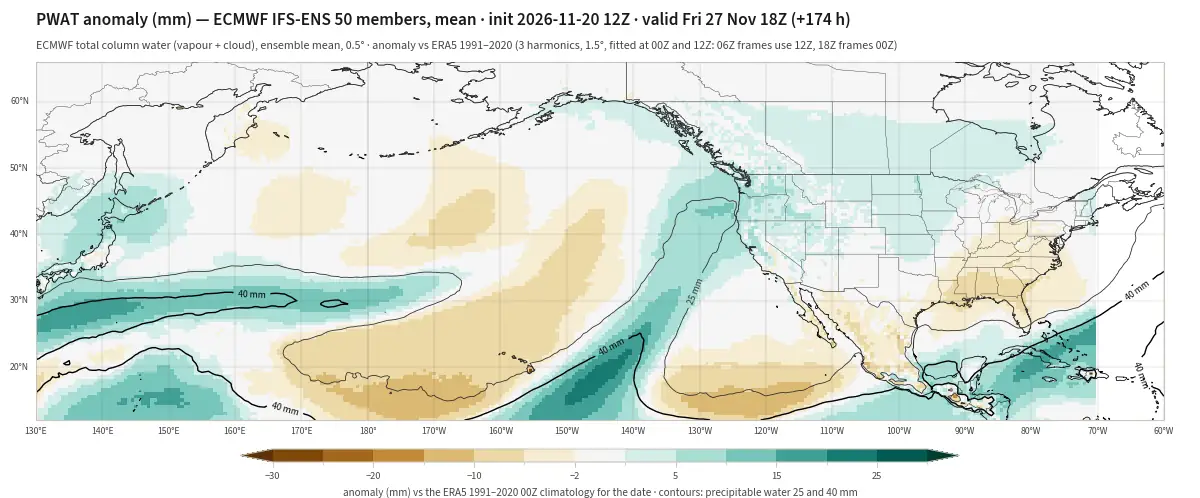 PWAT anomaly (mm) — ECMWF IFS-ENS 50 members, mean · init 2026-11-20 12Z · valid Fri 27 Nov 18Z (+174 h)
ECMWF total column water (vapour + cloud), ensemble mean, 0.5° · anomaly vs ERA5 1991–2020 (3 harmonics, 1.5°, fitted at 00Z and 12Z: 06Z frames use 12Z, 18Z frames 00Z)
60°N
50°N
40°N
30°N
20°N
40 mm
40 mm
40 mm
25 mm
40 mm
40 mm
130°E 140°E 150°E 160°E 170°E 180° 170°W 160°W 150°W 140°W 130°W 120°W 110°W 100°W 90°W 80°W 70°W 60°W
−30 −20 −10 −2 5 15 25
anomaly (mm) vs the ERA5 1991–2020 00Z climatology for the date · contours: precipitable water 25 and 40 mm